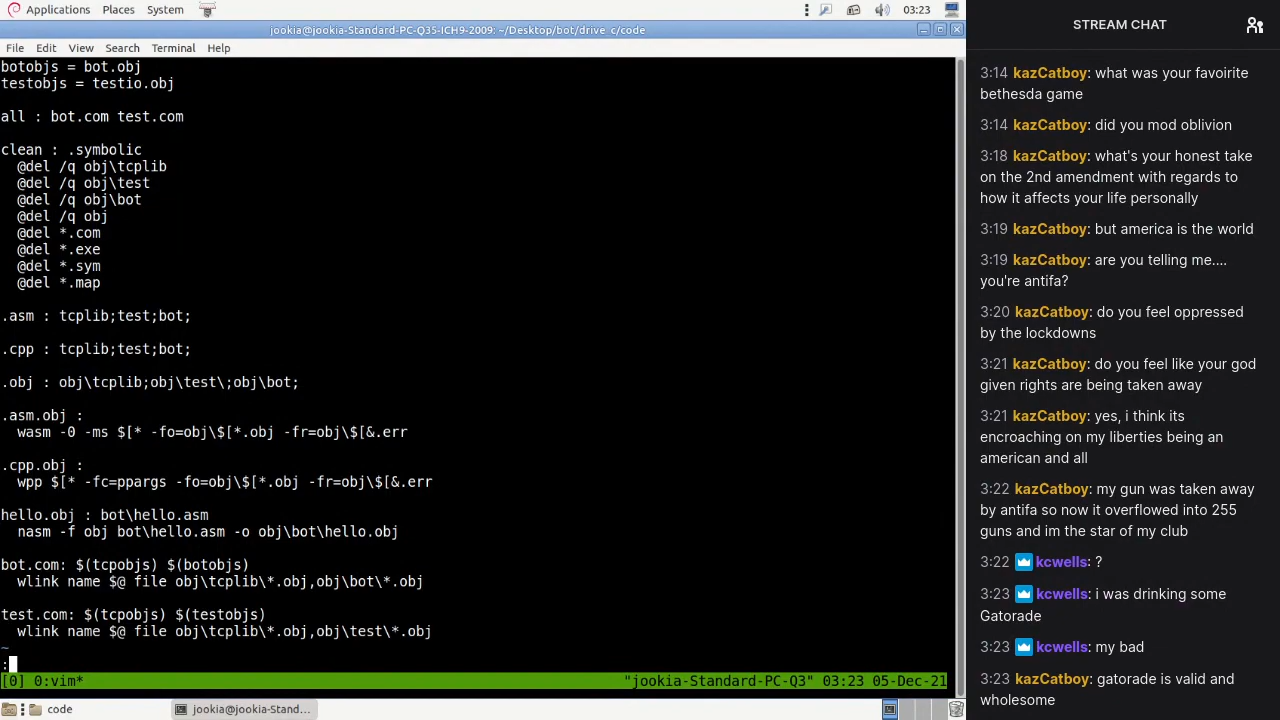 Applications Places System 03:23
jookia@jookia-Standard-PC-Q35-ICH9-2009: ~/Desktop/bot/drive_c/code
File Edit View Search Terminal Help
botobjs = bot.obj
testobjs = testio.obj
all : bot.com test.com
clean : .symbolic
@del /q obj\tcplib
@del /q obj\test
@del /q obj\bot
@del /q obj
@del *.com
@del *.exe
@del *.sym
@del *.map
.asm : tcplib;test;bot;
.cpp : tcplib;test;bot;
.obj : obj\tcplib;obj\test\;obj\bot;
.asm.obj :
wasm -0 -ms $[* -fo=obj\$[*.obj -fr=obj\$[&.err
.cpp.obj :
wpp $[* -fc=ppargs -fo=obj\$[*.obj -fr=obj\$[&.err
hello.obj : bot\hello.asm
nasm -f obj bot\hello.asm -o obj\bot\hello.obj
bot.com: $(tcpobjs) $(botobjs)
wlink name $@ file obj\tcplib\*.obj,obj\bot\*.obj
test.com: $(tcpobjs) $(testobjs)
wlink name $@ file obj\tcplib\*.obj,obj\test\*.obj
~
:
[0] 0:vim* "jookia-Standard-PC-Q3" 03:23 05-Dec-21
code jookia@jookia-Stand...
STREAM CHAT
3:14 kazCatboy: what was your favoirite
bethesda game
3:14 kazCatboy: did you mod oblivion
3:18 kazCatboy: what's your honest take
on the 2nd amendment with regards to
how it affects your life personally
3:19 kazCatboy: but america is the world
3:19 kazCatboy: are you telling me....
you're antifa?
3:20 kazCatboy: do you feel oppressed
by the lockdowns
3:21 kazCatboy: do you feel like your god
given rights are being taken away
3:21 kazCatboy: yes, i think its
encroaching on my liberties being an
american and all
3:22 kazCatboy: my gun was taken away
by antifa so now it overflowed into 255
guns and im the star of my club
3:22 kcwells: ?
3:23 kcwells: i was drinking some
Gatorade
3:23 kcwells: my bad
3:23 kazCatboy: gatorade is valid and
wholesome